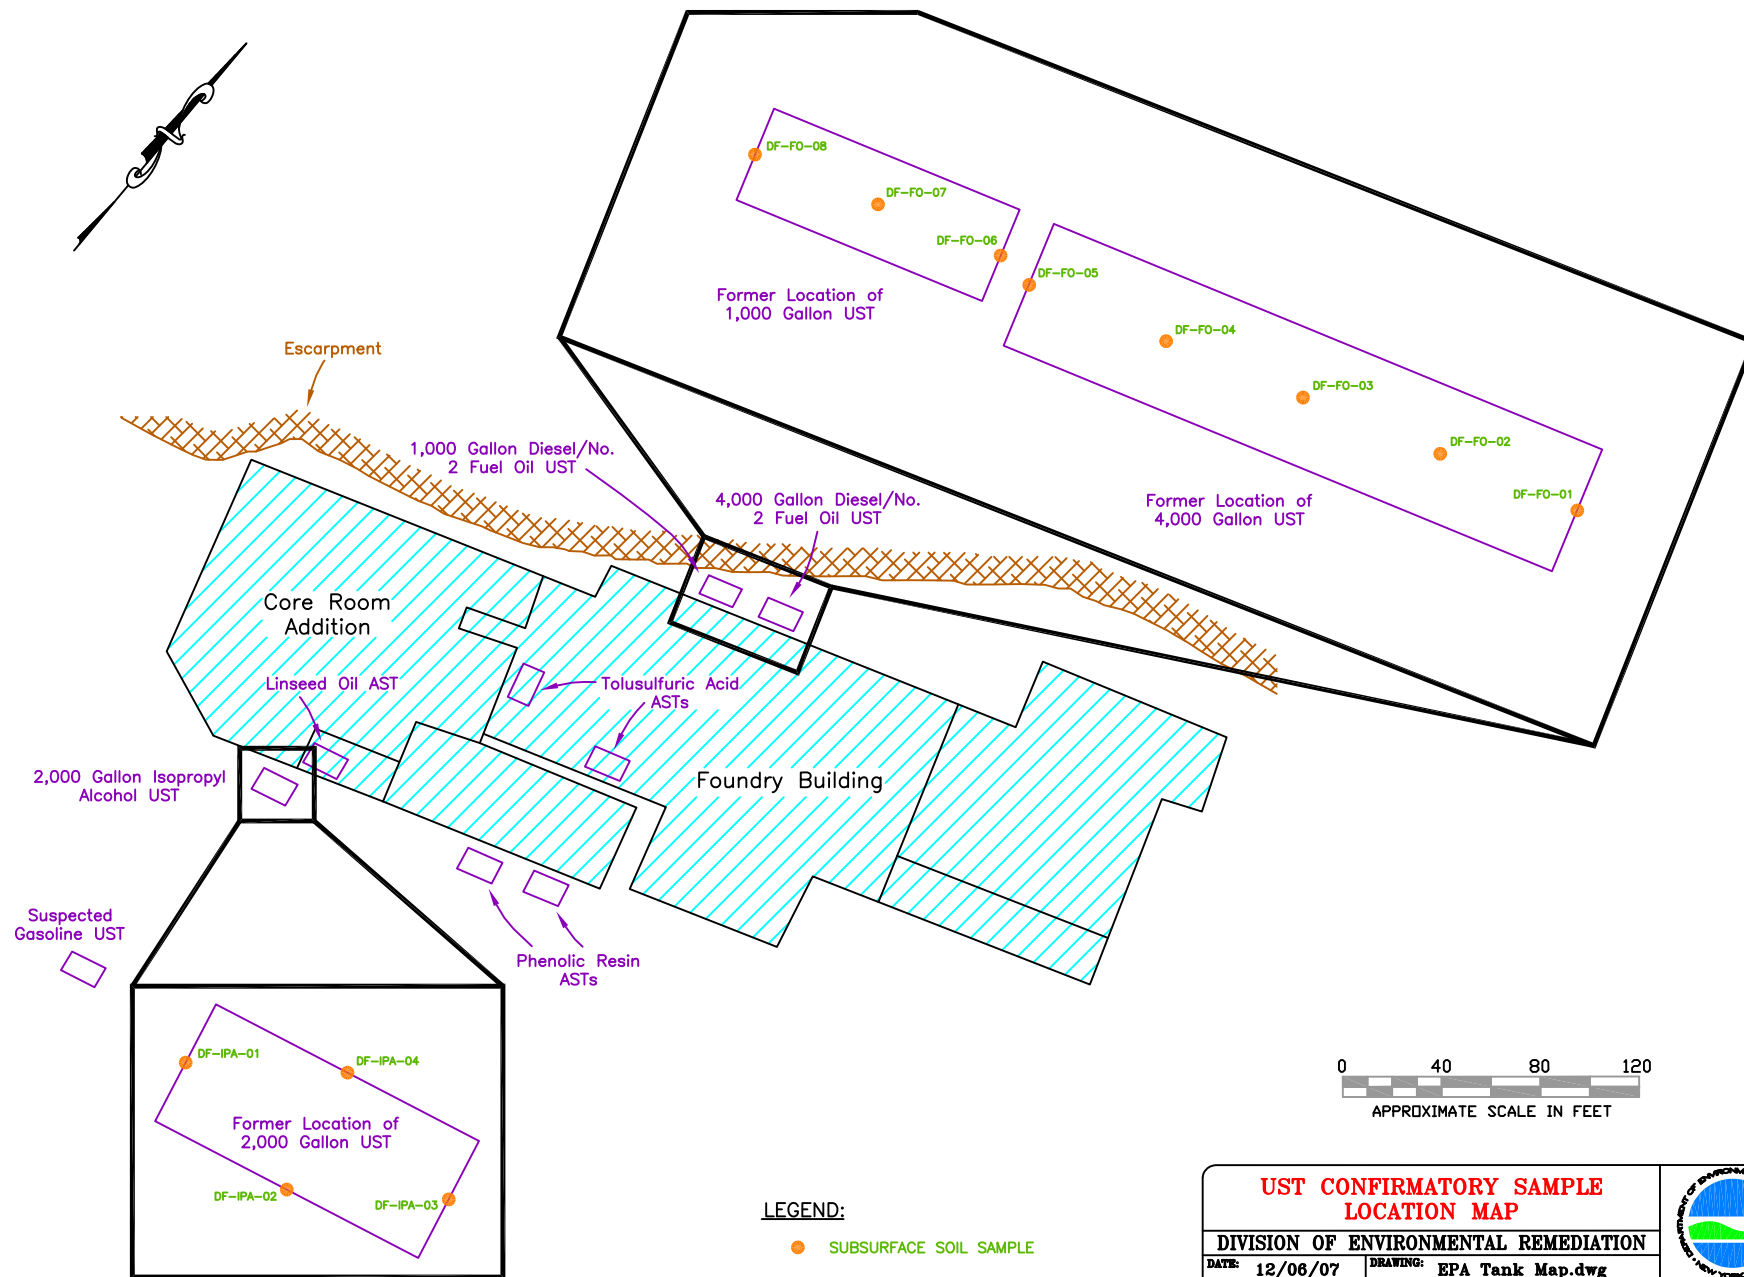 DF-FO-08
DF-FO-07
DF-FO-06
DF-FO-05
Former Location of
1,000 Gallon UST
DF-FO-04
DF-FO-03
DF-FO-02
DF-FO-01
Former Location of
4,000 Gallon UST
Escarpment
1,000 Gallon Diesel/No.
2 Fuel Oil UST
4,000 Gallon Diesel/No.
2 Fuel Oil UST
Core Room
Addition
Linseed Oil AST
Tolusulfuric Acid
ASTs
2,000 Gallon Isopropyl
Alcohol UST
Foundry Building
Suspected
Gasoline UST
Phenolic Resin
ASTs
DF-IPA-01
DF-IPA-04
Former Location of
2,000 Gallon UST
DF-IPA-02
DF-IPA-03
0 40 80 120
APPROXIMATE SCALE IN FEET
LEGEND:
SUBSURFACE SOIL SAMPLE
UST CONFIRMATORY SAMPLE
LOCATION MAP
DIVISION OF ENVIRONMENTAL REMEDIATION
DATE: 12/06/07 DRAWING: EPA Tank Map.dwg